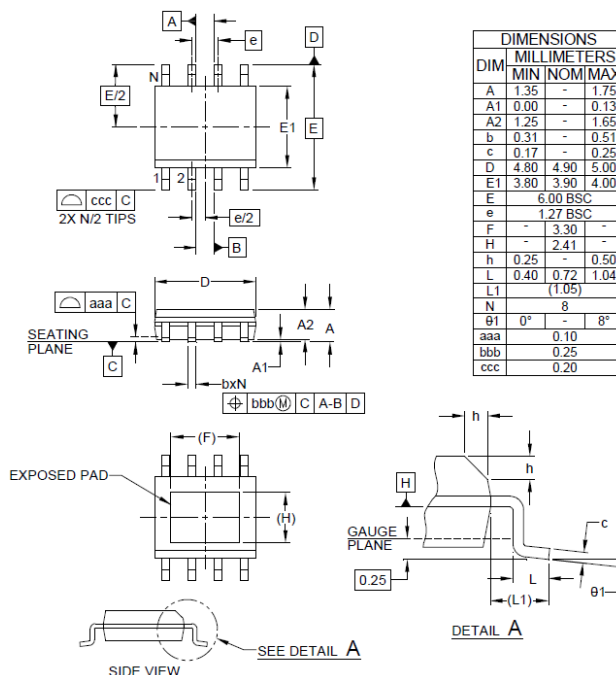 A
e
D
N
E/2
E1
E
1 2
⌓ ccc C
2X N/2 TIPS
e/2
B
D
⌓ aaa C
A2 A
SEATING
PLANE
C
A1
bxN
⌖ bbbⓂ C A-B D
(F)
EXPOSED PAD
(H)
SEE DETAIL A
SIDE VIEW
DIMENSIONS
DIM MILLIMETERS
MIN NOM MAX
A 1.35 - 1.75
A1 0.00 - 0.13
A2 1.25 - 1.65
b 0.31 - 0.51
c 0.17 - 0.25
D 4.80 4.90 5.00
E1 3.80 3.90 4.00
E 6.00 BSC
e 1.27 BSC
F - 3.30 -
H - 2.41 -
h 0.25 - 0.50
L 0.40 0.72 1.04
L1 (1.05)
N 8
θ1 0° - 8°
aaa 0.10
bbb 0.25
ccc 0.20
h
h
H
GAUGE
PLANE
c
0.25
L
(L1)
θ1
DETAIL A